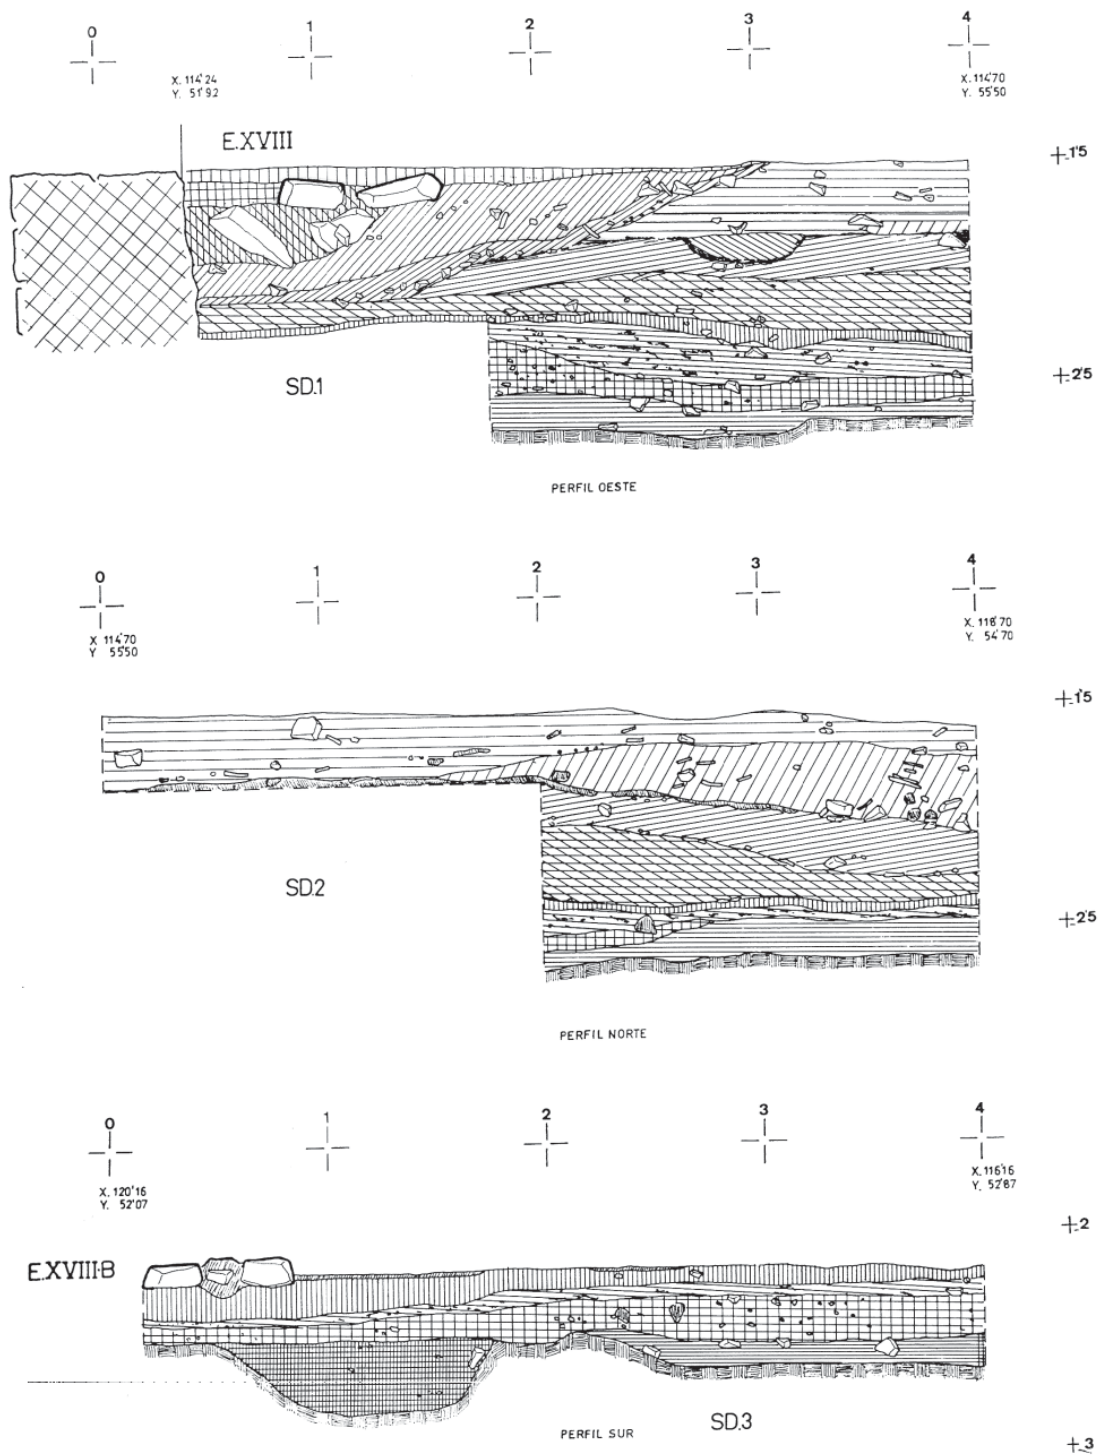 0 1 2 3 4
X. 114'24
Y. 51'92
X. 114'70
Y. 55'50
E.XVIII
1'5
SD.1
2'5
PERFIL OESTE
0 1 2 3 4
X 114'70
Y 55'50
X. 118'70
Y. 54'70
1'5
SD.2
2'5
PERFIL NORTE
0 1 2 3 4
X. 120'16
Y. 52'07
X. 116'16
Y. 52'87
2
E.XVIII-B
PERFIL SUR
SD.3
3